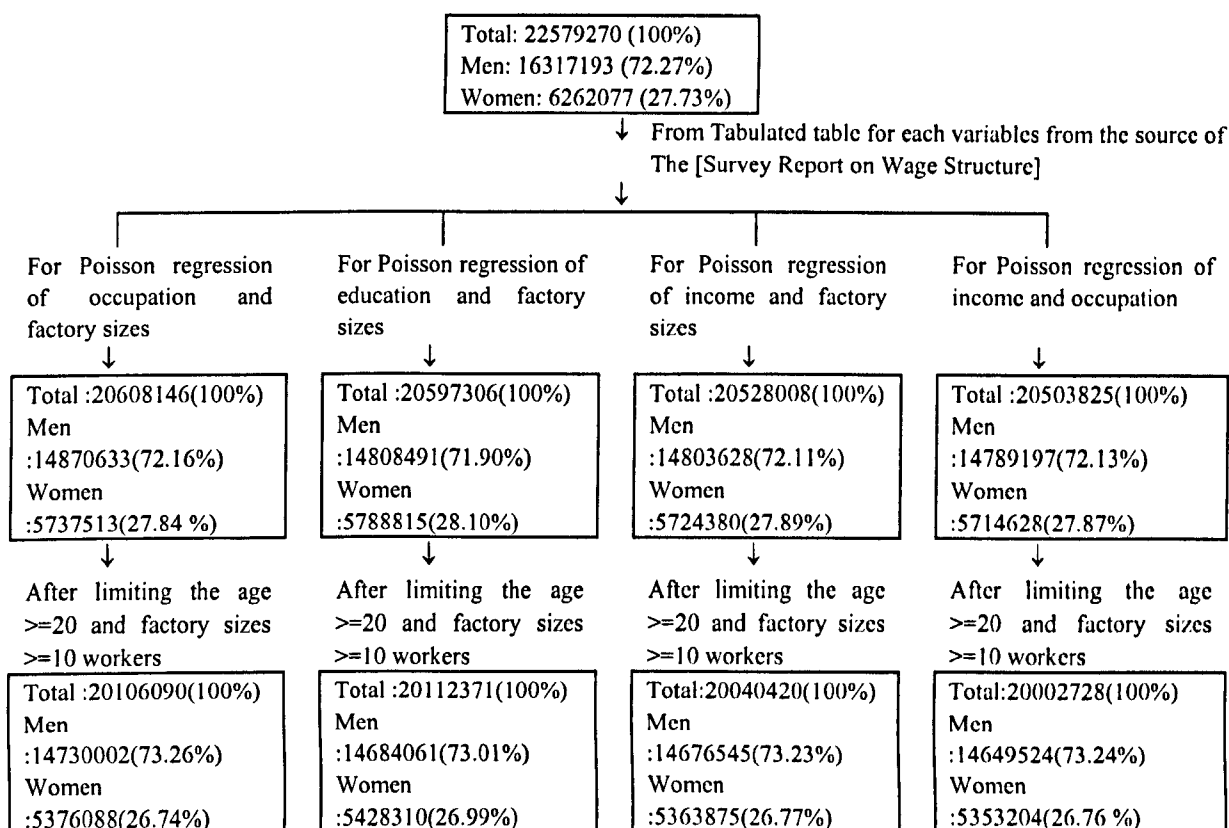 Total: 22579270 (100%)
Men: 16317193 (72.27%)
Women: 6262077 (27.73%)
↓ From Tabulated table for each variables from the source of
The [Survey Report on Wage Structure]
↓
For Poisson regression
of occupation and
factory sizes
↓
Total :20608146(100%)
Men
:14870633(72.16%)
Women
:5737513(27.84 %)
↓
After limiting the age
>=20 and factory sizes
>=10 workers
Total :20106090(100%)
Men
:14730002(73.26%)
Women
:5376088(26.74%)
For Poisson regression of
education and factory
sizes
↓
Total :20597306(100%)
Men
:14808491(71.90%)
Women
:5788815(28.10%)
↓
After limiting the age
>=20 and factory sizes
>=10 workers
Total :20112371(100%)
Men
:14684061(73.01%)
Women
:5428310(26.99%)
For Poisson regression
of income and factory
sizes
↓
Total :20528008(100%)
Men
:14803628(72.11%)
Women
:5724380(27.89%)
↓
After limiting the age
>=20 and factory sizes
>=10 workers
Total:20040420(100%)
Men
:14676545(73.23%)
Women
:5363875(26.77%)
For Poisson regression of
income and occupation
↓
Total :20503825(100%)
Men
:14789197(72.13%)
Women
:5714628(27.87%)
↓
After limiting the age
>=20 and factory sizes
>=10 workers
Total:20002728(100%)
Men
:14649524(73.24%)
Women
:5353204(26.76 %)